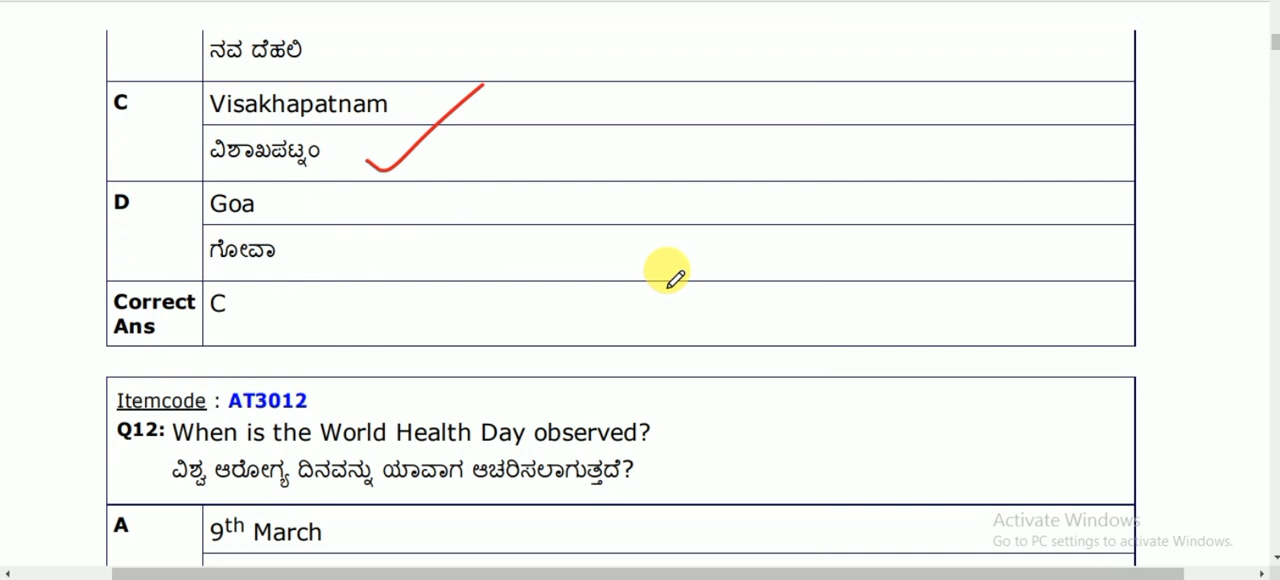 ನವ ದೆಹಲಿ
C
Visakhapatnam
ವಿಶಾಖಪಟ್ನಂ
D
Goa
ಗೋವಾ
Correct Ans
C
Itemcode : AT3012
Q12: When is the World Health Day observed?
ವಿಶ್ವ ಆರೋಗ್ಯ ದಿನವನ್ನು ಯಾವಾಗ ಆಚರಿಸಲಾಗುತ್ತದೆ?
A
9th March
Activate Windows
Go to PC settings to activate Windows.